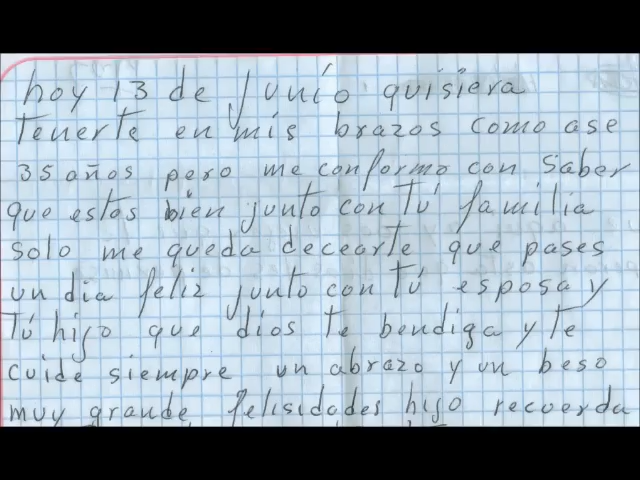 hoy 13 de Junío quisiera
tenerte en mis brazos como ase
35 años pero me conformo con saber
que estas bien junto con tú familia
solo me queda decearte que pases
un dia feliz junto con tú esposa y
tú hijo que dios te bendiga y te
cuide siempre un abrazo y un beso
muy grande felisidades hijo recuerda